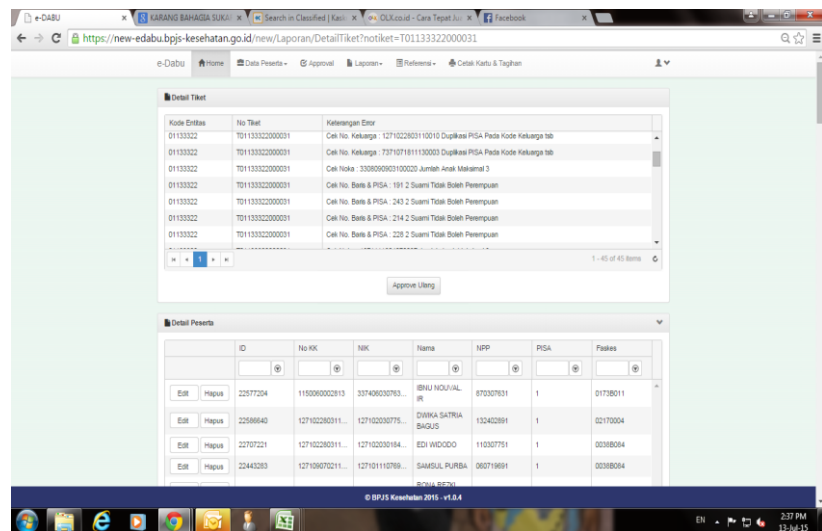 e-DABU
KARANG BAHAGIA SUKA
Search in Classified | Kask
OLX.co.id - Cara Tepat Jua
Facebook
https://new-edabu.bpjs-kesehatan.go.id/new/Laporan/DetailTiket?notiket=T01133322000031
e-Dabu Home Data Peserta Approval Laporan Referensi Cetak Kartu & Tagihan
Detail Tiket
Kode Entitas No Tiket Keterangan Error
01133322 T01133322000031 Cek No. Keluarga : 1271022803110010 Duplikasi PISA Pada Kode Keluarga tsb
01133322 T01133322000031 Cek No. Keluarga : 7371071811130003 Duplikasi PISA Pada Kode Keluarga tsb
01133322 T01133322000031 Cek Noka : 3308090903100020 Jumlah Anak Maksimal 3
01133322 T01133322000031 Cek No. Baris & PISA : 191 2 Suami Tidak Boleh Perempuan
01133322 T01133322000031 Cek No. Baris & PISA : 243 2 Suami Tidak Boleh Perempuan
01133322 T01133322000031 Cek No. Baris & PISA : 214 2 Suami Tidak Boleh Perempuan
01133322 T01133322000031 Cek No. Baris & PISA : 228 2 Suami Tidak Boleh Perempuan
1 1 - 45 of 45 items
Approve Ulang
Detail Peserta
ID No KK NIK Nama NPP PISA Faskes
Edit Hapus 22577204 1150060002813 337406030763... IBNU NOUVAL. IR 870307631 1 0173B011
Edit Hapus 22566640 127102280311... 127102030775... DWIKA SATRIA BAGUS 132402891 1 02170004
Edit Hapus 22707221 127102280311... 127102030184... EDI WIDODO 110307751 1 0038B084
Edit Hapus 22443283 127109070211... 127101110769... SAMSUL PURBA 060719691 1 0038B084
© BPJS Kesehatan 2015 - v1.0.4
EN
2:37 PM
13-Jul-15